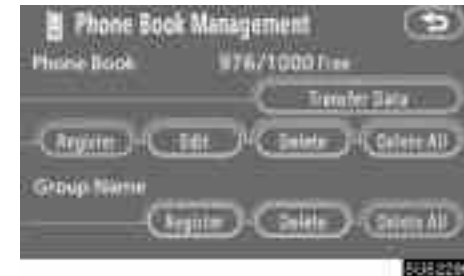 Phone Book Management
Phone Book 976/1000 Free
Transfer Data
Register Edit Delete Delete All
Group Name
Register Delete Delete All